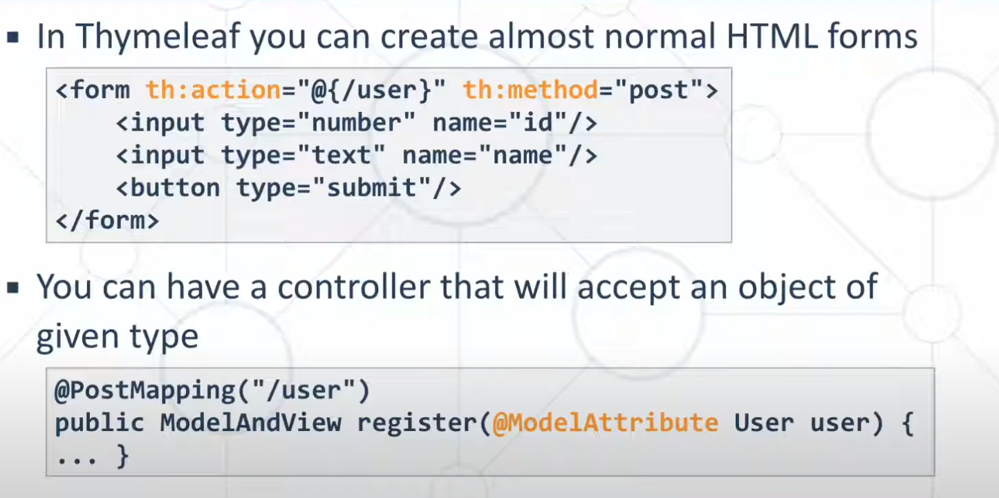 ▪ In Thymeleaf you can create almost normal HTML forms
<form th:action="@{/user}" th:method="post">
    <input type="number" name="id"/>
    <input type="text" name="name"/>
    <button type="submit"/>
</form>
▪ You can have a controller that will accept an object of
given type
@PostMapping("/user")
public ModelAndView register(@ModelAttribute User user) {
... }